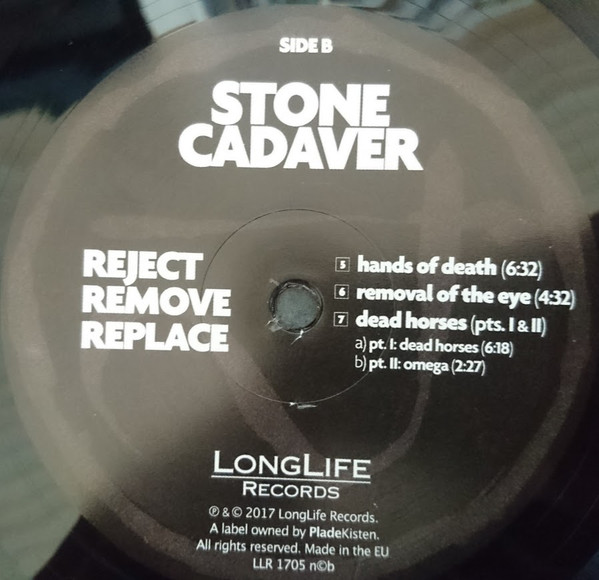 SIDE B
STONE
CADAVER
REJECT
REMOVE
REPLACE
5 hands of death (6:32)
6 removal of the eye (4:32)
7 dead horses (pts. I & II)
a) pt. I: dead horses (6:18)
b) pt. II: omega (2:27)
LONGLIFE
RECORDS
℗ & © 2017 LongLife Records.
A label owned by PladeKisten.
All rights reserved. Made in the EU
LLR 1705 n©b